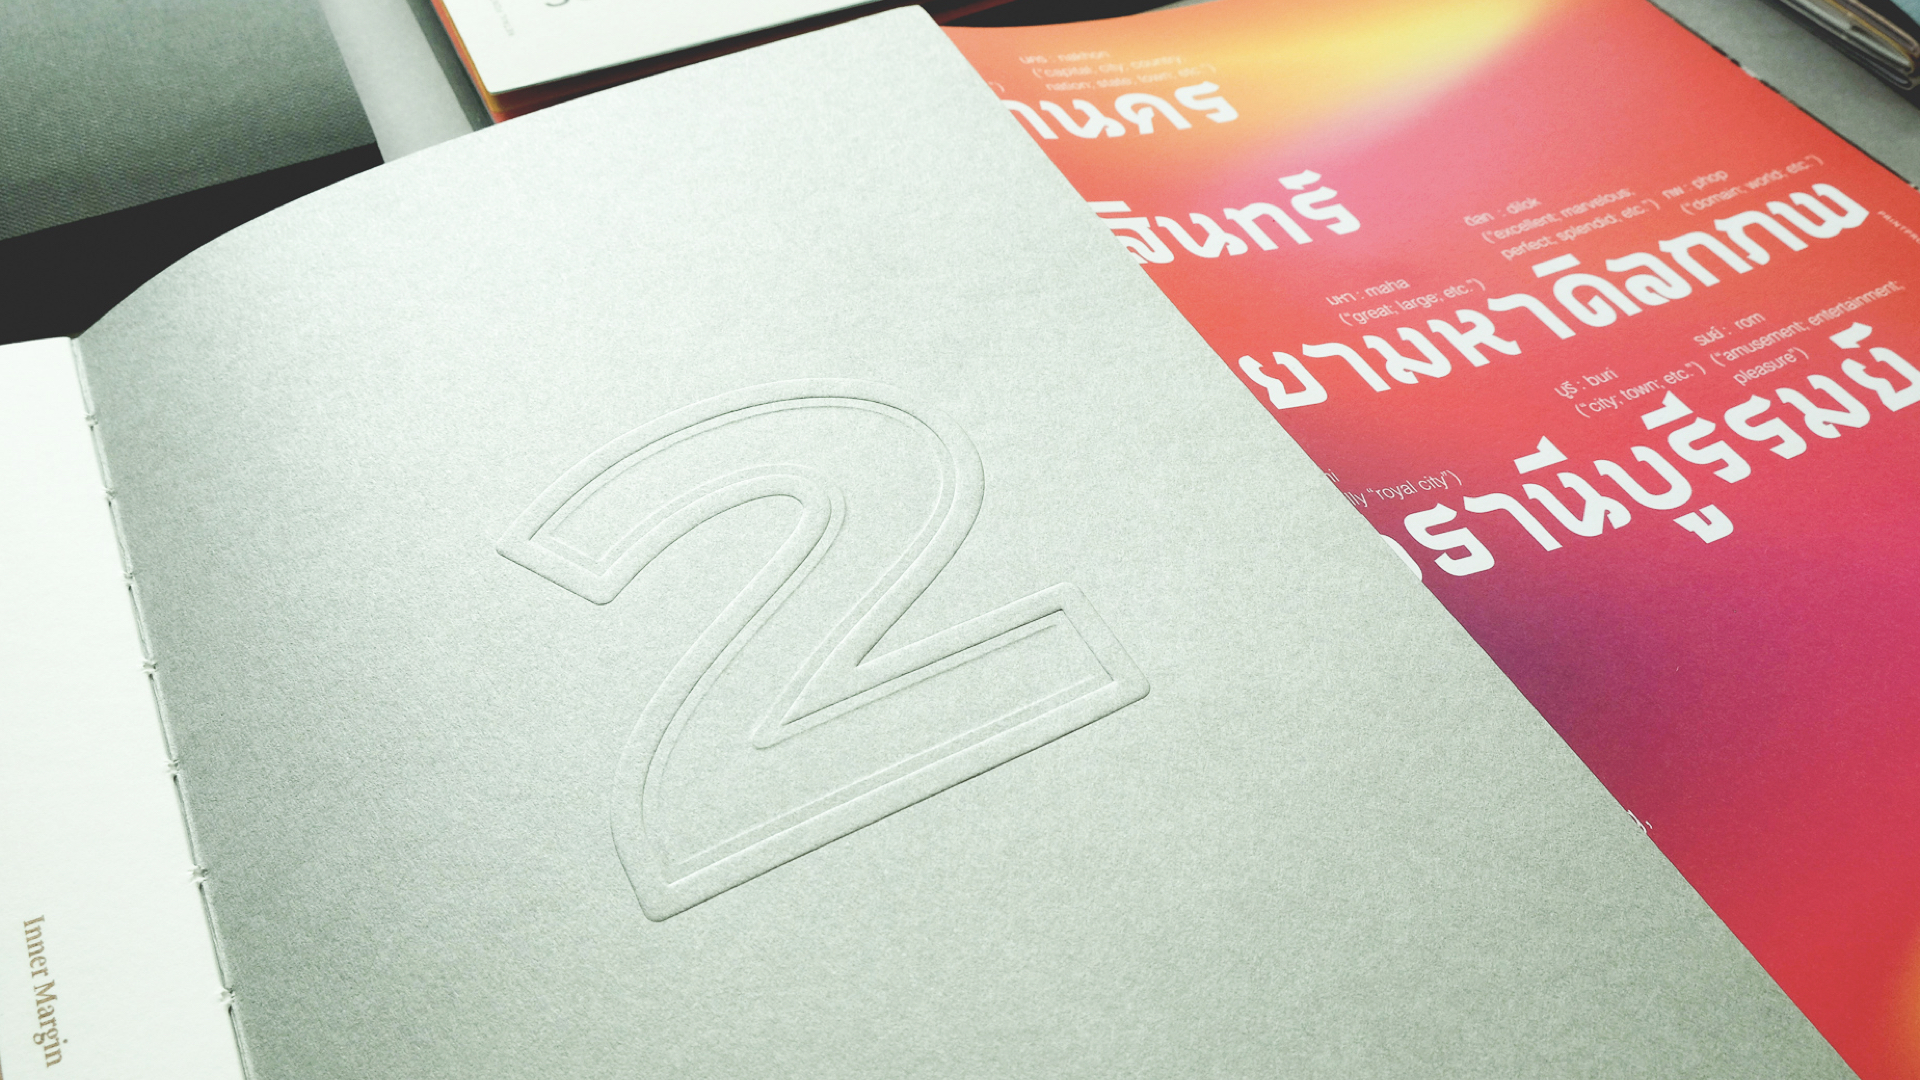 2
Inner Margin
นคร : nakhon
("capital, city; country,
nation; state; town; etc.")
านคร
สินทร์
ดิลก : dilok
("excellent; marvelous;
perfect; splendid; etc.")
ภพ : phop
("domain; world; etc.")
มหา : maha
("great; large; etc.")
ยามหาดิลกภพ
บุรี : buri
("city; town; etc.")
รมย์ : rom
("amusement; entertainment;
pleasure")
"royal city")
รานีบูรีรมย์